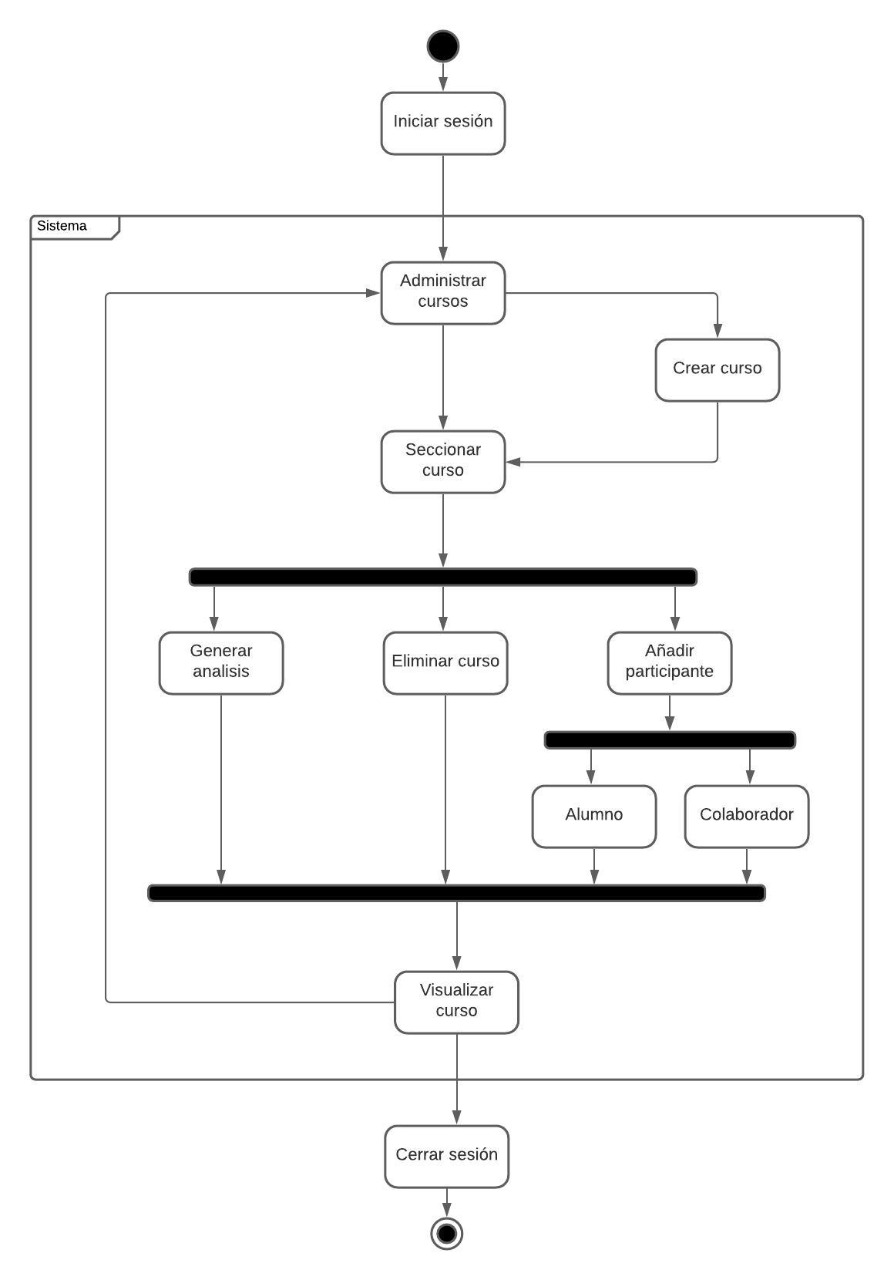 Iniciar sesión
Sistema
Administrar
cursos
Crear curso
Seccionar
curso
Generar
analisis
Eliminar curso
Añadir
participante
Alumno
Colaborador
Visualizar
curso
Cerrar sesión